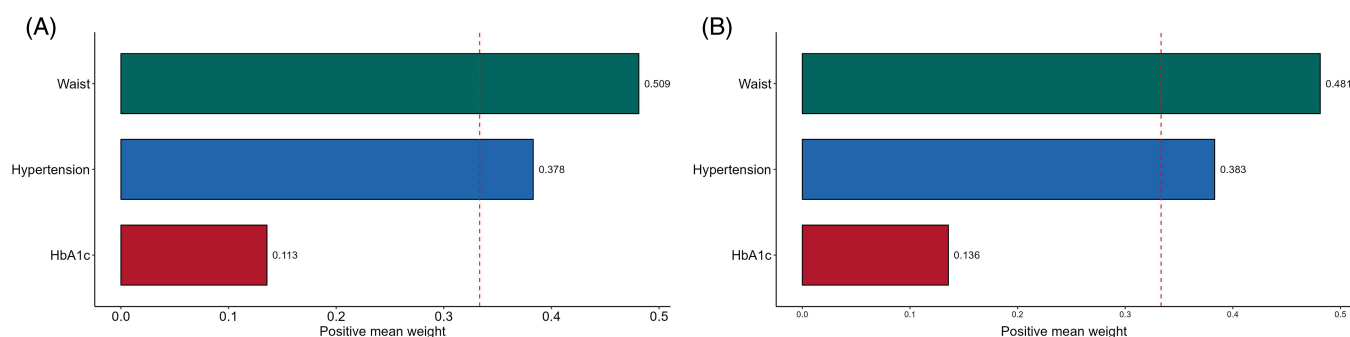 (A)
Waist
0.509
Hypertension
0.378
HbA1c
0.113
0.0 0.1 0.2 0.3 0.4 0.5
Positive mean weight
(B)
Waist
0.481
Hypertension
0.383
HbA1c
0.136
0.0 0.1 0.2 0.3 0.4 0.5
Positive mean weight